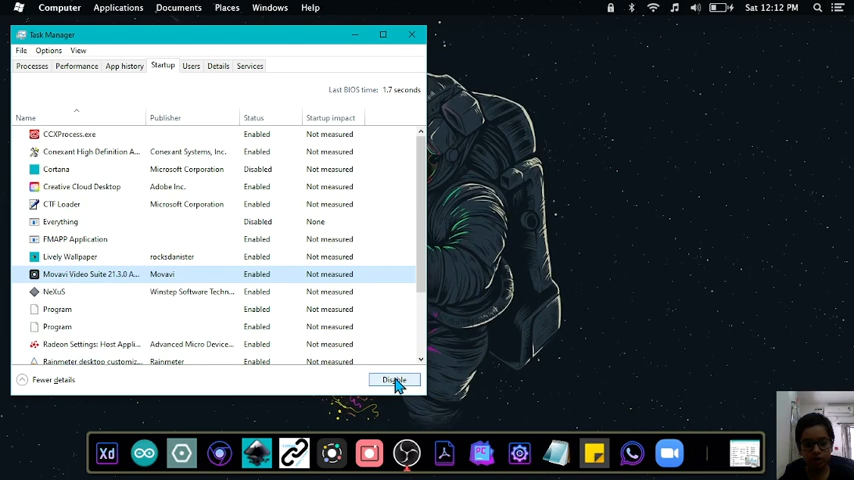 Computer Applications Documents Places Windows Help Sat 12:12 PM
Task Manager
File Options View
Processes Performance App history Startup Users Details Services
Last BIOS time: 1.7 seconds
Name Publisher Status Startup impact
CCXProcess.exe Enabled Not measured
Conexant High Definition A... Conexant Systems, Inc. Enabled Not measured
Cortana Microsoft Corporation Disabled Not measured
Creative Cloud Desktop Adobe Inc. Enabled Not measured
CTF Loader Microsoft Corporation Enabled Not measured
Everything Disabled None
FMAPP Application Enabled Not measured
Lively Wallpaper rocksdanister Enabled Not measured
Movavi Video Suite 21.3.0 A... Movavi Enabled Not measured
NeXuS Winstep Software Techn... Enabled Not measured
Program Enabled Not measured
Program Enabled Not measured
Radeon Settings: Host Appli... Advanced Micro Device... Enabled Not measured
Rainmeter desktop customiz... Rainmeter Enabled Not measured
Fewer details Disable
Xd PC